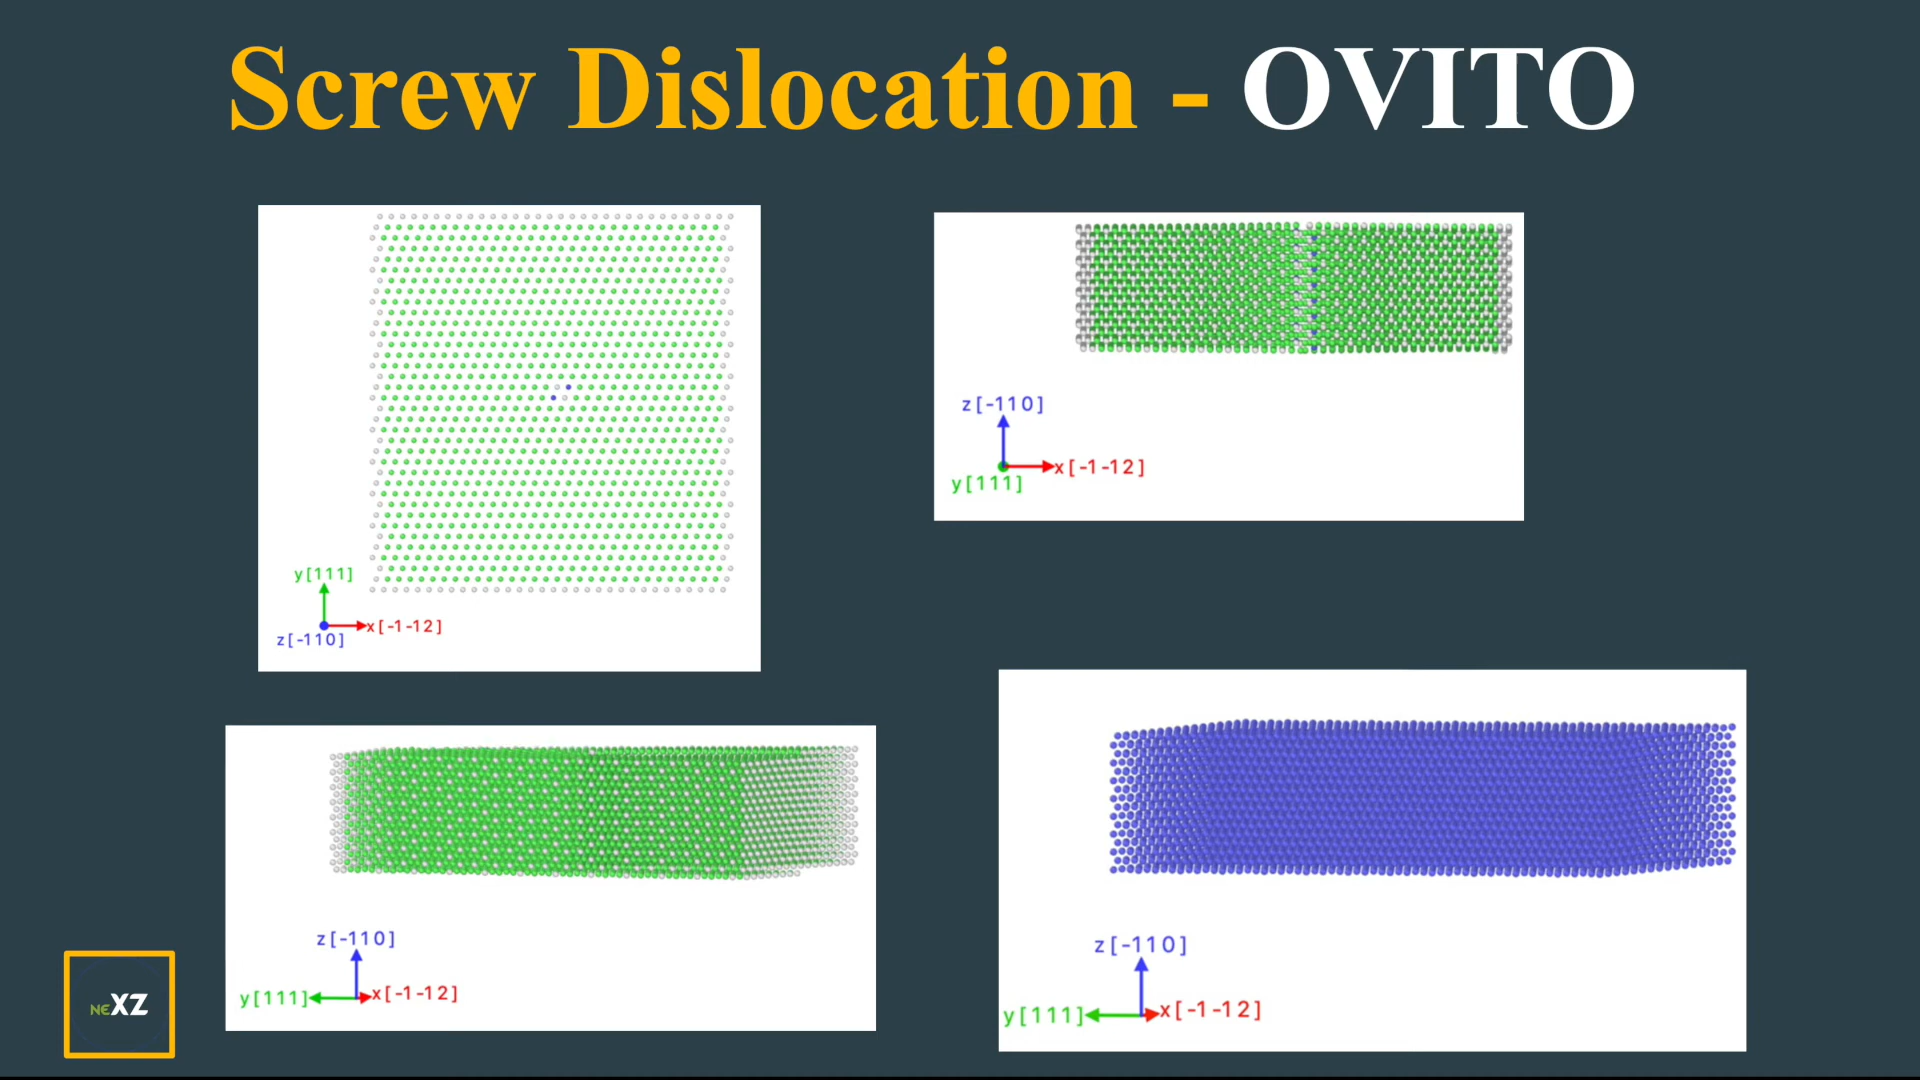 Screw Dislocation - OVITO
y[111]
x[-1-12]
z[-110]
z[-110]
x[-1-12]
y[111]
z[-110]
y[111]
x[-1-12]
z[-110]
y[111]
x[-1-12]
NEXZ